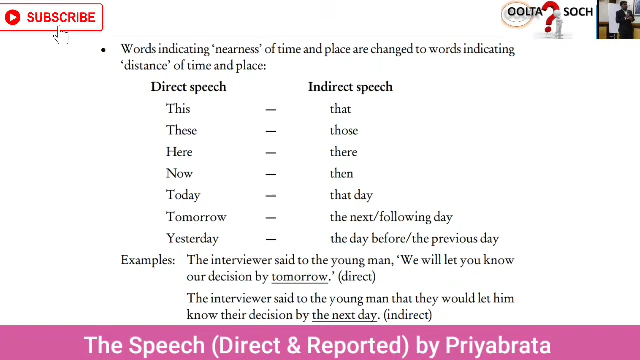 SUBSCRIBE
OOLTA SOCH
• Words indicating ‘nearness’ of time and place are changed to words indicating
‘distance’ of time and place:
Direct speech Indirect speech
This — that
These — those
Here — there
Now — then
Today — that day
Tomorrow — the next/following day
Yesterday — the day before/the previous day
Examples: The interviewer said to the young man, ‘We will let you know
our decision by tomorrow.’ (direct)
The interviewer said to the young man that they would let him
know their decision by the next day. (indirect)
The Speech (Direct & Reported) by Priyabrata